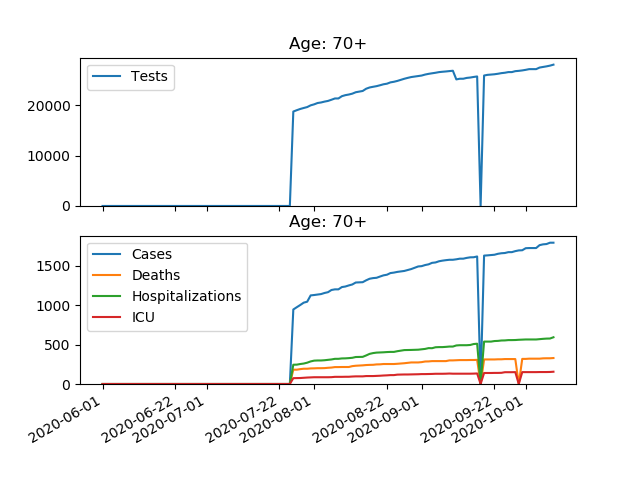 Age: 70+
Tests
20000
10000
0
Age: 70+
Cases
Deaths
Hospitalizations
ICU
1500
1000
500
0
2020-06-01
2020-06-22
2020-07-01
2020-07-22
2020-08-01
2020-08-22
2020-09-01
2020-09-22
2020-10-01